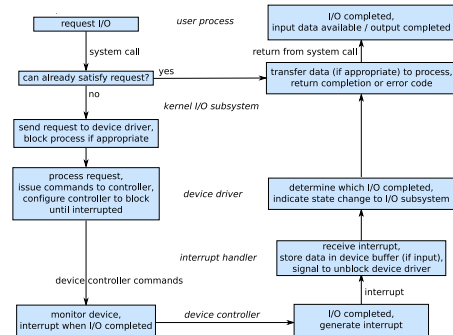 request I/O
user process
I/O completed,
input data available / output completed
system call
return from system call
can already satisfy request?
yes
transfer data (if appropriate) to process,
return completion or error code
no
kernel I/O subsystem
send request to device driver,
block process if appropriate
process request,
issue commands to controller,
configure controller to block
until interrupted
device driver
determine which I/O completed,
indicate state change to I/O subsystem
interrupt handler
receive interrupt,
store data in device buffer (if input),
signal to unblock device driver
device controller commands
interrupt
monitor device,
interrupt when I/O completed
device controller
I/O completed,
generate interrupt